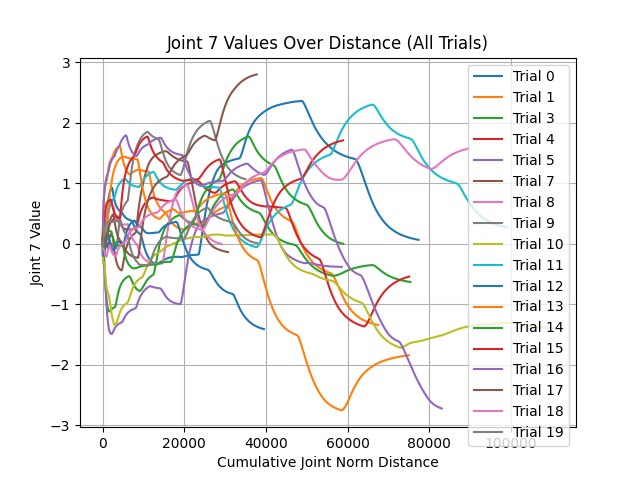 Joint 7 Values Over Distance (All Trials)
Joint 7 Value
3
2
1
0
−1
−2
−3
0
20000
40000
60000
80000
100000
Cumulative Joint Norm Distance
Trial 0
Trial 1
Trial 3
Trial 4
Trial 5
Trial 7
Trial 8
Trial 9
Trial 10
Trial 11
Trial 12
Trial 13
Trial 14
Trial 15
Trial 16
Trial 17
Trial 18
Trial 19